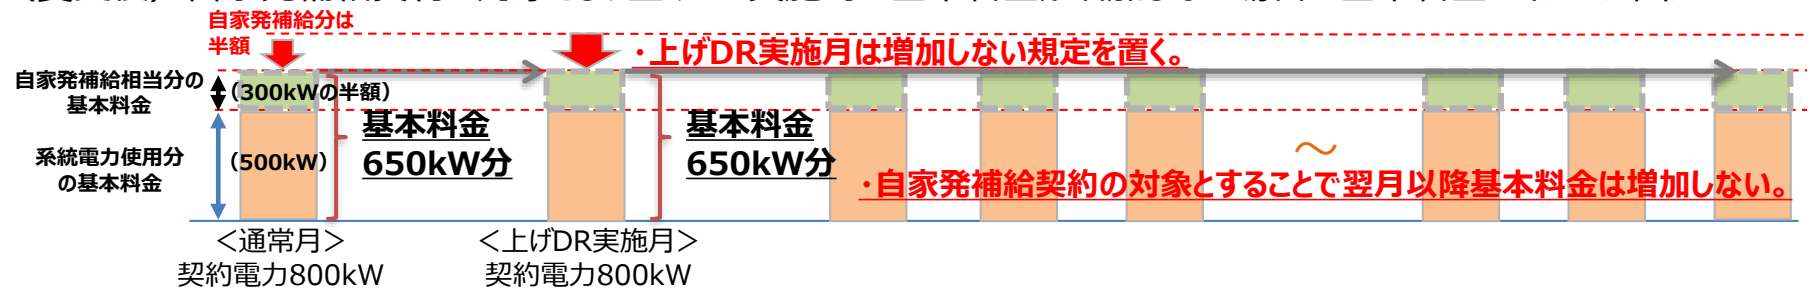 自家発補給分は
半額
・上げDR実施月は増加しない規定を置く。
自家発補給相当分の
基本料金
（300kWの半額）
基本料金
650kW分
基本料金
650kW分
系統電力使用分
の基本料金
（500kW）
～
・自家発補給契約の対象とすることで翌月以降基本料金は増加しない。
＜通常月＞
契約電力800kW
＜上げDR実施月＞
契約電力800kW